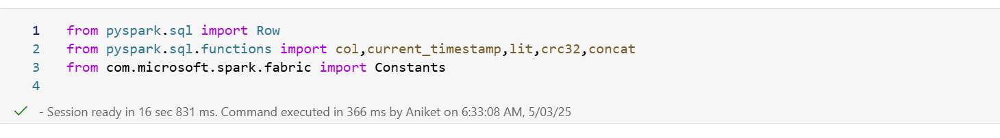 1 from pyspark.sql import Row
2 from pyspark.sql.functions import col,current_timestamp,lit,crc32,concat
3 from com.microsoft.spark.fabric import Constants
4
- Session ready in 16 sec 831 ms. Command executed in 366 ms by Aniket on 6:33:08 AM, 5/03/25